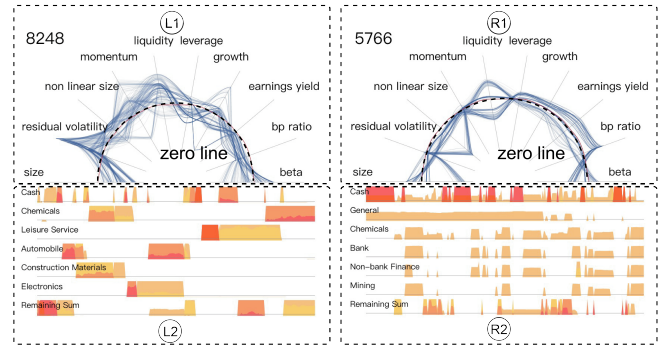 L1
8248
liquidity leverage
momentum
growth
non linear size
earnings yield
residual volatility
bp ratio
zero line
size
beta
Cash
Chemicals
Leisure Service
Automobile
Construction Materials
Electronics
Remaining Sum
L2
R1
5766
liquidity leverage
momentum
growth
non linear size
earnings yield
residual volatility
bp ratio
zero line
size
beta
Cash
General
Chemicals
Bank
Non-bank Finance
Mining
Remaining Sum
R2